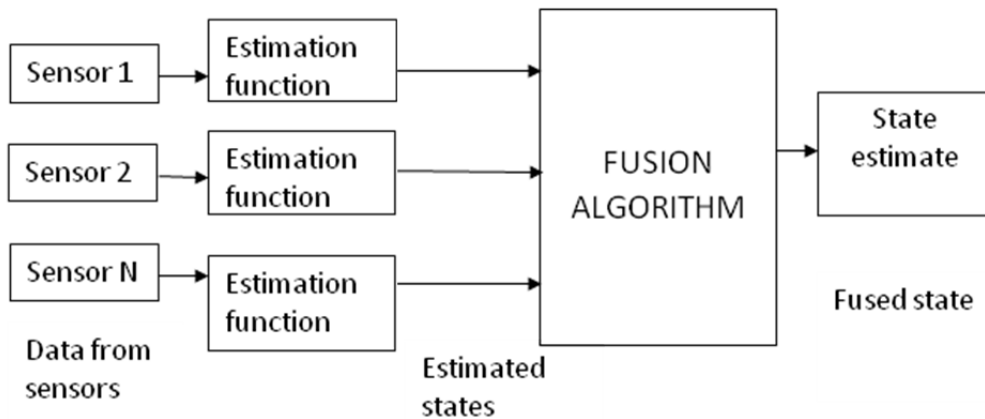 Sensor 1
Estimation
function
Sensor 2
Estimation
function
Sensor N
Estimation
function
Data from
sensors
Estimated
states
FUSION
ALGORITHM
State
estimate
Fused state